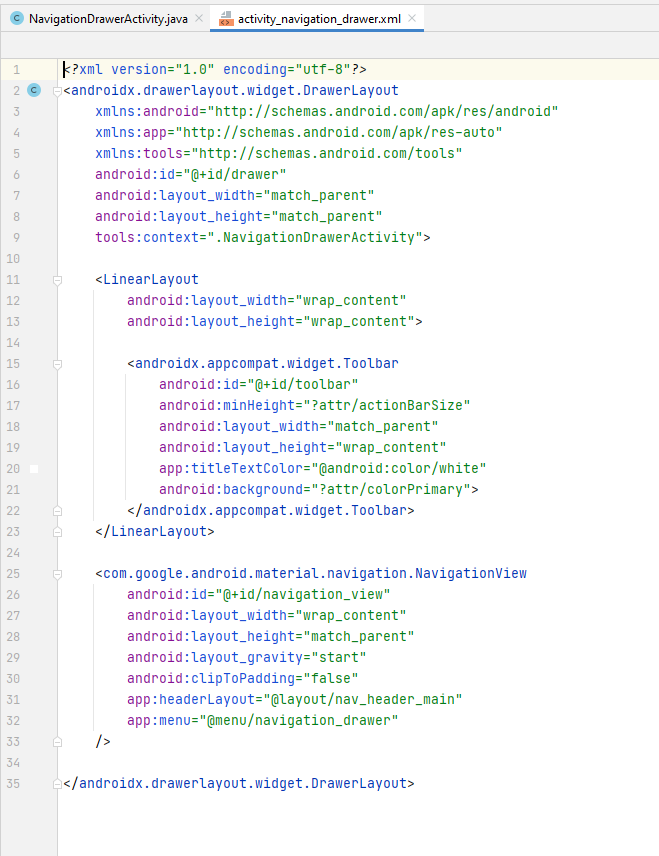 NavigationDrawerActivity.java activity_navigation_drawer.xml
1 <?xml version="1.0" encoding="utf-8"?>
2 C <androidx.drawerlayout.widget.DrawerLayout
3 xmlns:android="http://schemas.android.com/apk/res/android"
4 xmlns:app="http://schemas.android.com/apk/res-auto"
5 xmlns:tools="http://schemas.android.com/tools"
6 android:id="@+id/drawer"
7 android:layout_width="match_parent"
8 android:layout_height="match_parent"
9 tools:context=".NavigationDrawerActivity">
10
11 <LinearLayout
12 android:layout_width="wrap_content"
13 android:layout_height="wrap_content">
14
15 <androidx.appcompat.widget.Toolbar
16 android:id="@+id/toolbar"
17 android:minHeight="?attr/actionBarSize"
18 android:layout_width="match_parent"
19 android:layout_height="wrap_content"
20 app:titleTextColor="@android:color/white"
21 android:background="?attr/colorPrimary">
22 </androidx.appcompat.widget.Toolbar>
23 </LinearLayout>
24
25 <com.google.android.material.navigation.NavigationView
26 android:id="@+id/navigation_view"
27 android:layout_width="wrap_content"
28 android:layout_height="match_parent"
29 android:layout_gravity="start"
30 android:clipToPadding="false"
31 app:headerLayout="@layout/nav_header_main"
32 app:menu="@menu/navigation_drawer"
33 />
34
35 </androidx.drawerlayout.widget.DrawerLayout>